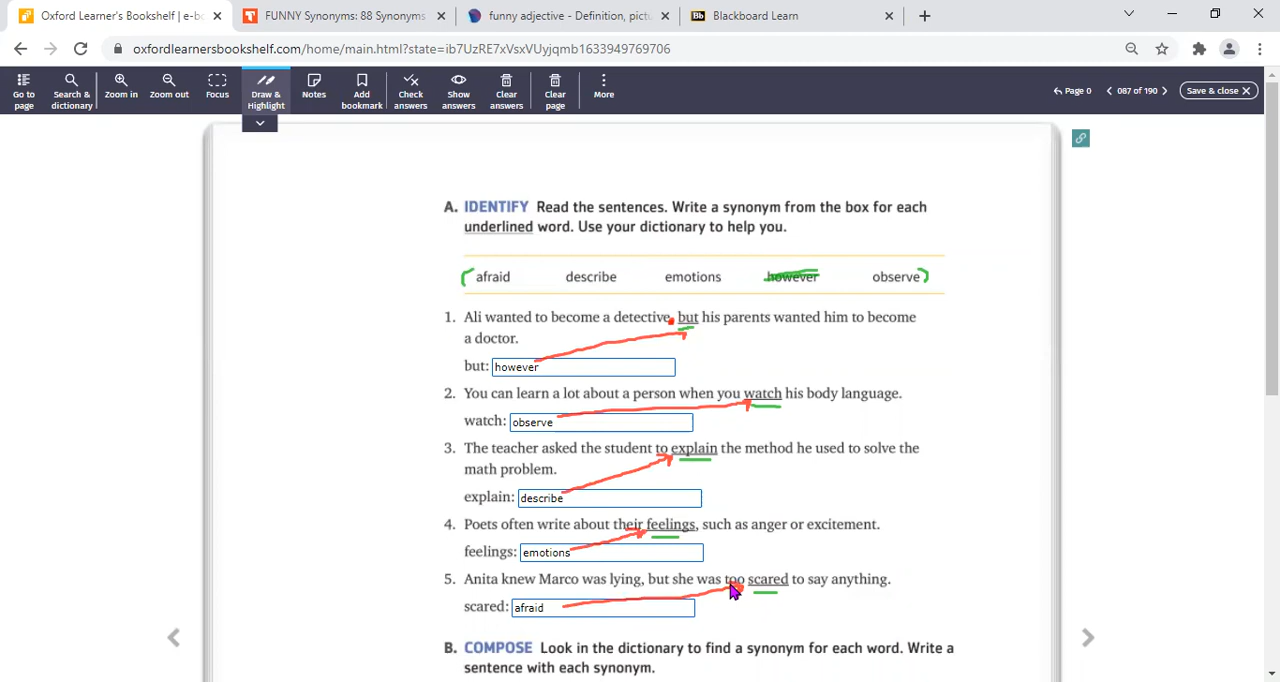 Oxford Learner's Bookshelf | e-bo
FUNNY Synonyms: 88 Synonyms
funny adjective - Definition, pictu
Bb Blackboard Learn
oxfordlearnersbookshelf.com/home/main.html?state=ib7UzRE7xVsxVUyjqmb1633949769706
Go to page
Search & dictionary
Zoom in
Zoom out
Focus
Draw & Highlight
Notes
Add bookmark
Check answers
Show answers
Clear answers
Clear page
More
Page 0
087 of 190
Save & close
A. IDENTIFY Read the sentences. Write a synonym from the box for each
underlined word. Use your dictionary to help you.
afraid describe emotions however observe
1. Ali wanted to become a detective, but his parents wanted him to become
a doctor.
but: however
2. You can learn a lot about a person when you watch his body language.
watch: observe
3. The teacher asked the student to explain the method he used to solve the
math problem.
explain: describe
4. Poets often write about their feelings, such as anger or excitement.
feelings: emotions
5. Anita knew Marco was lying, but she was too scared to say anything.
scared: afraid
B. COMPOSE Look in the dictionary to find a synonym for each word. Write a
sentence with each synonym.